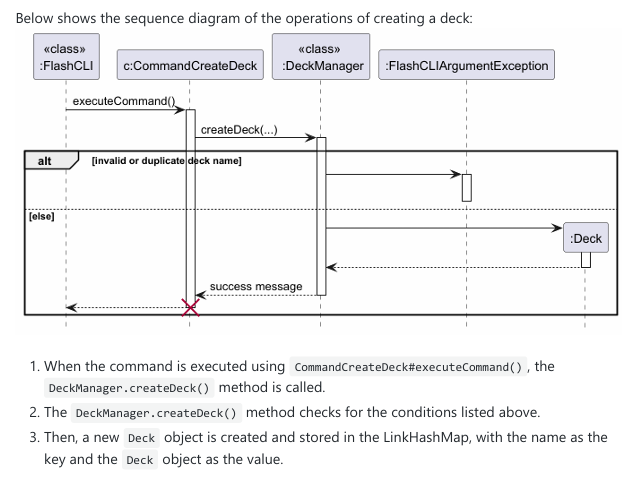 Below shows the sequence diagram of the operations of creating a deck:
«class»
:FlashCLI
c:CommandCreateDeck
«class»
:DeckManager
:FlashCLIArgumentException
executeCommand()
createDeck(...)
alt
[invalid or duplicate deck name]
[else]
:Deck
success message
1. When the command is executed using CommandCreateDeck#executeCommand() , the
DeckManager.createDeck() method is called.
2. The DeckManager.createDeck() method checks for the conditions listed above.
3. Then, a new Deck object is created and stored in the LinkHashMap, with the name as the
key and the Deck object as the value.